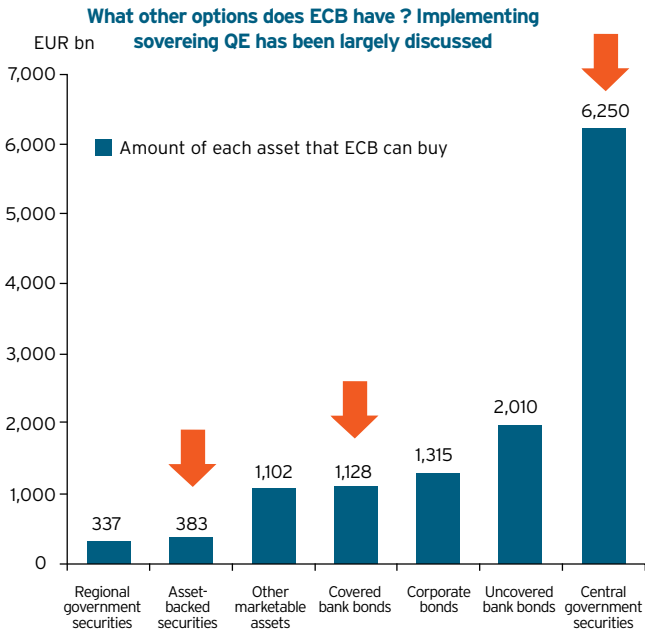 What other options does ECB have ? Implementing
sovereing QE has been largely discussed
EUR bn
7,000
6,000
5,000
4,000
3,000
2,000
1,000
0
Amount of each asset that ECB can buy
337
383
1,102
1,128
1,315
2,010
6,250
Regional
government
securities
Asset-
backed
securities
Other
marketable
assets
Covered
bank bonds
Corporate
bonds
Uncovered
bank bonds
Central
government
securities